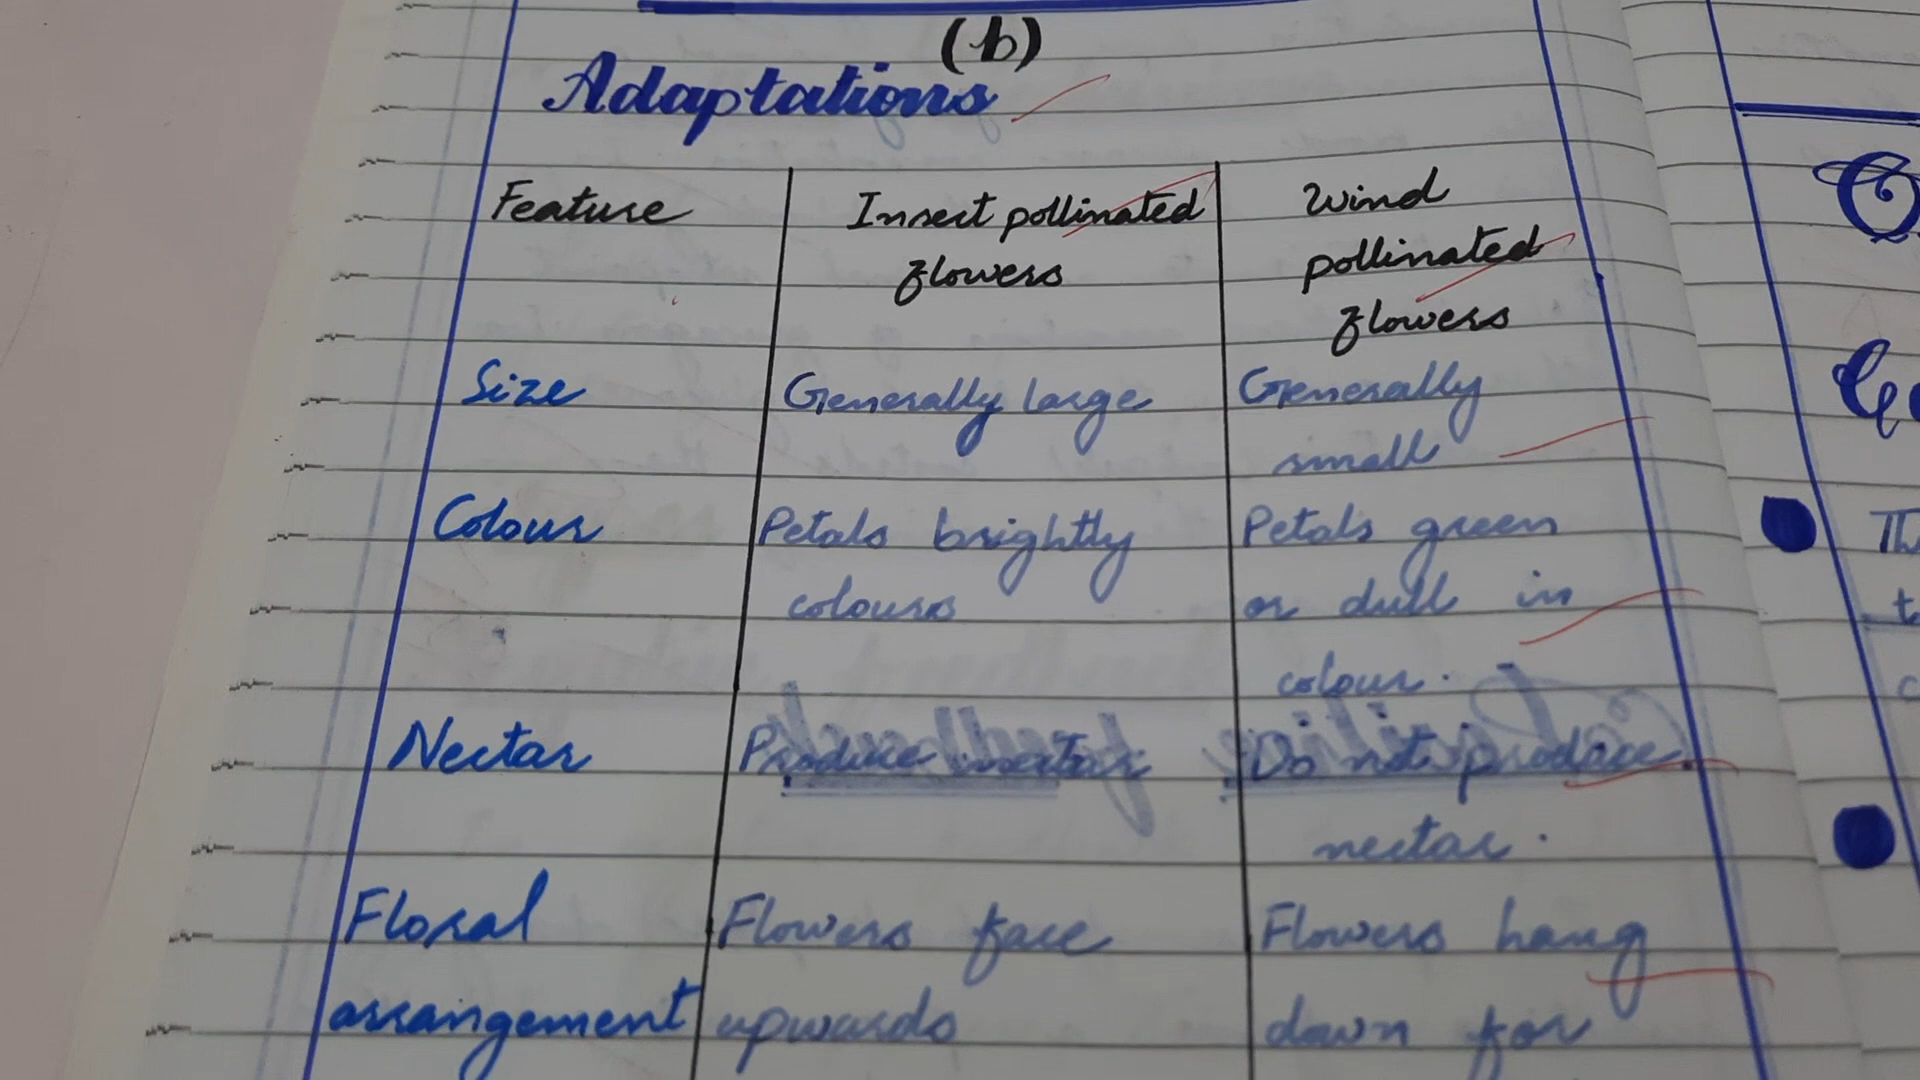 (b)
Adaptations
Feature
Insert pollinated
flowers
Wind
pollinated
flowers
Size
Generally large
Generally
small
Colour
Petals brightly
colours
Petals green
or dull in
colour.
Nectar
Produce nectar
Do not produce
nectar.
Floral
arrangement
Flowers face
upwards
Flowers hang
down for